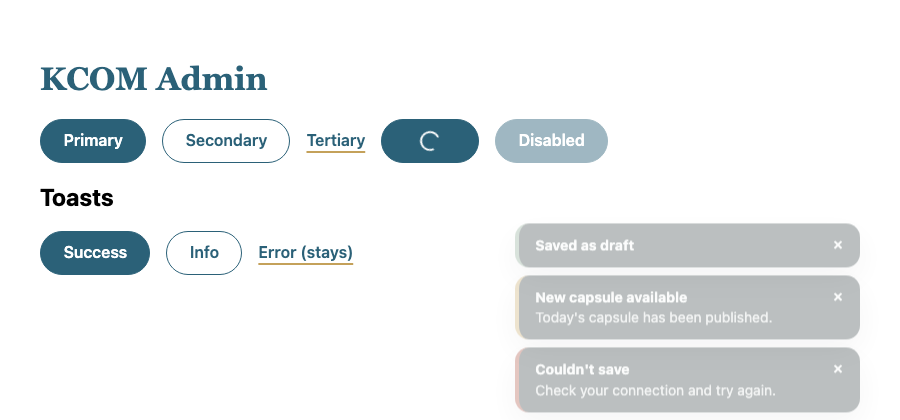 KCOM Admin
Primary
Secondary
Tertiary
Disabled
Toasts
Success
Info
Error (stays)
Saved as draft ×
New capsule available ×
Today's capsule has been published.
Couldn't save ×
Check your connection and try again.